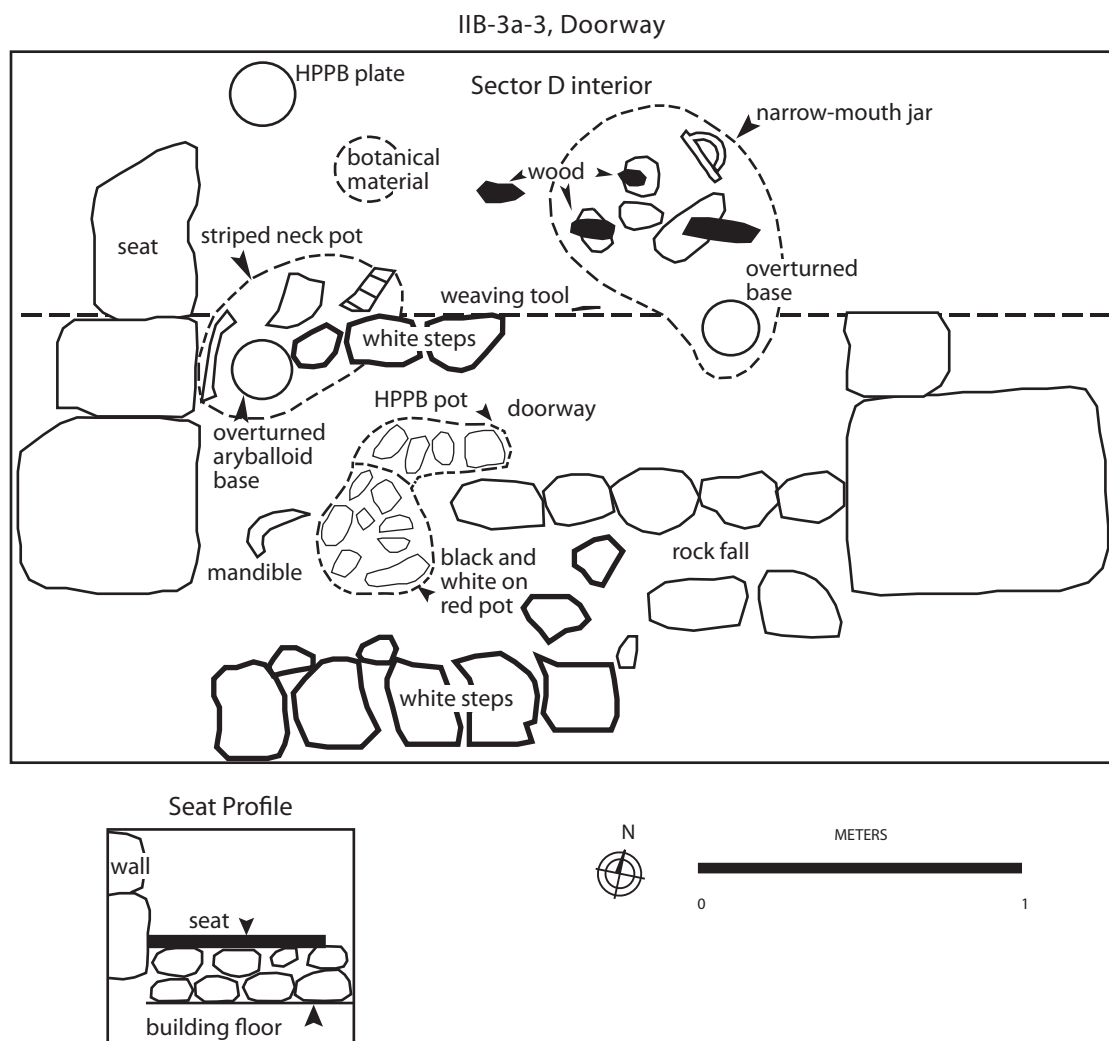 IIB-3a-3, Doorway
HPPB plate
Sector D interior
narrow-mouth jar
botanical
material
wood
seat
striped neck pot
weaving tool
overturned
base
white steps
HPPB pot
doorway
overturned
aryballoid
base
mandible
black and
white on
red pot
rock fall
white steps
Seat Profile
wall
seat
building floor
N
METERS
0
1